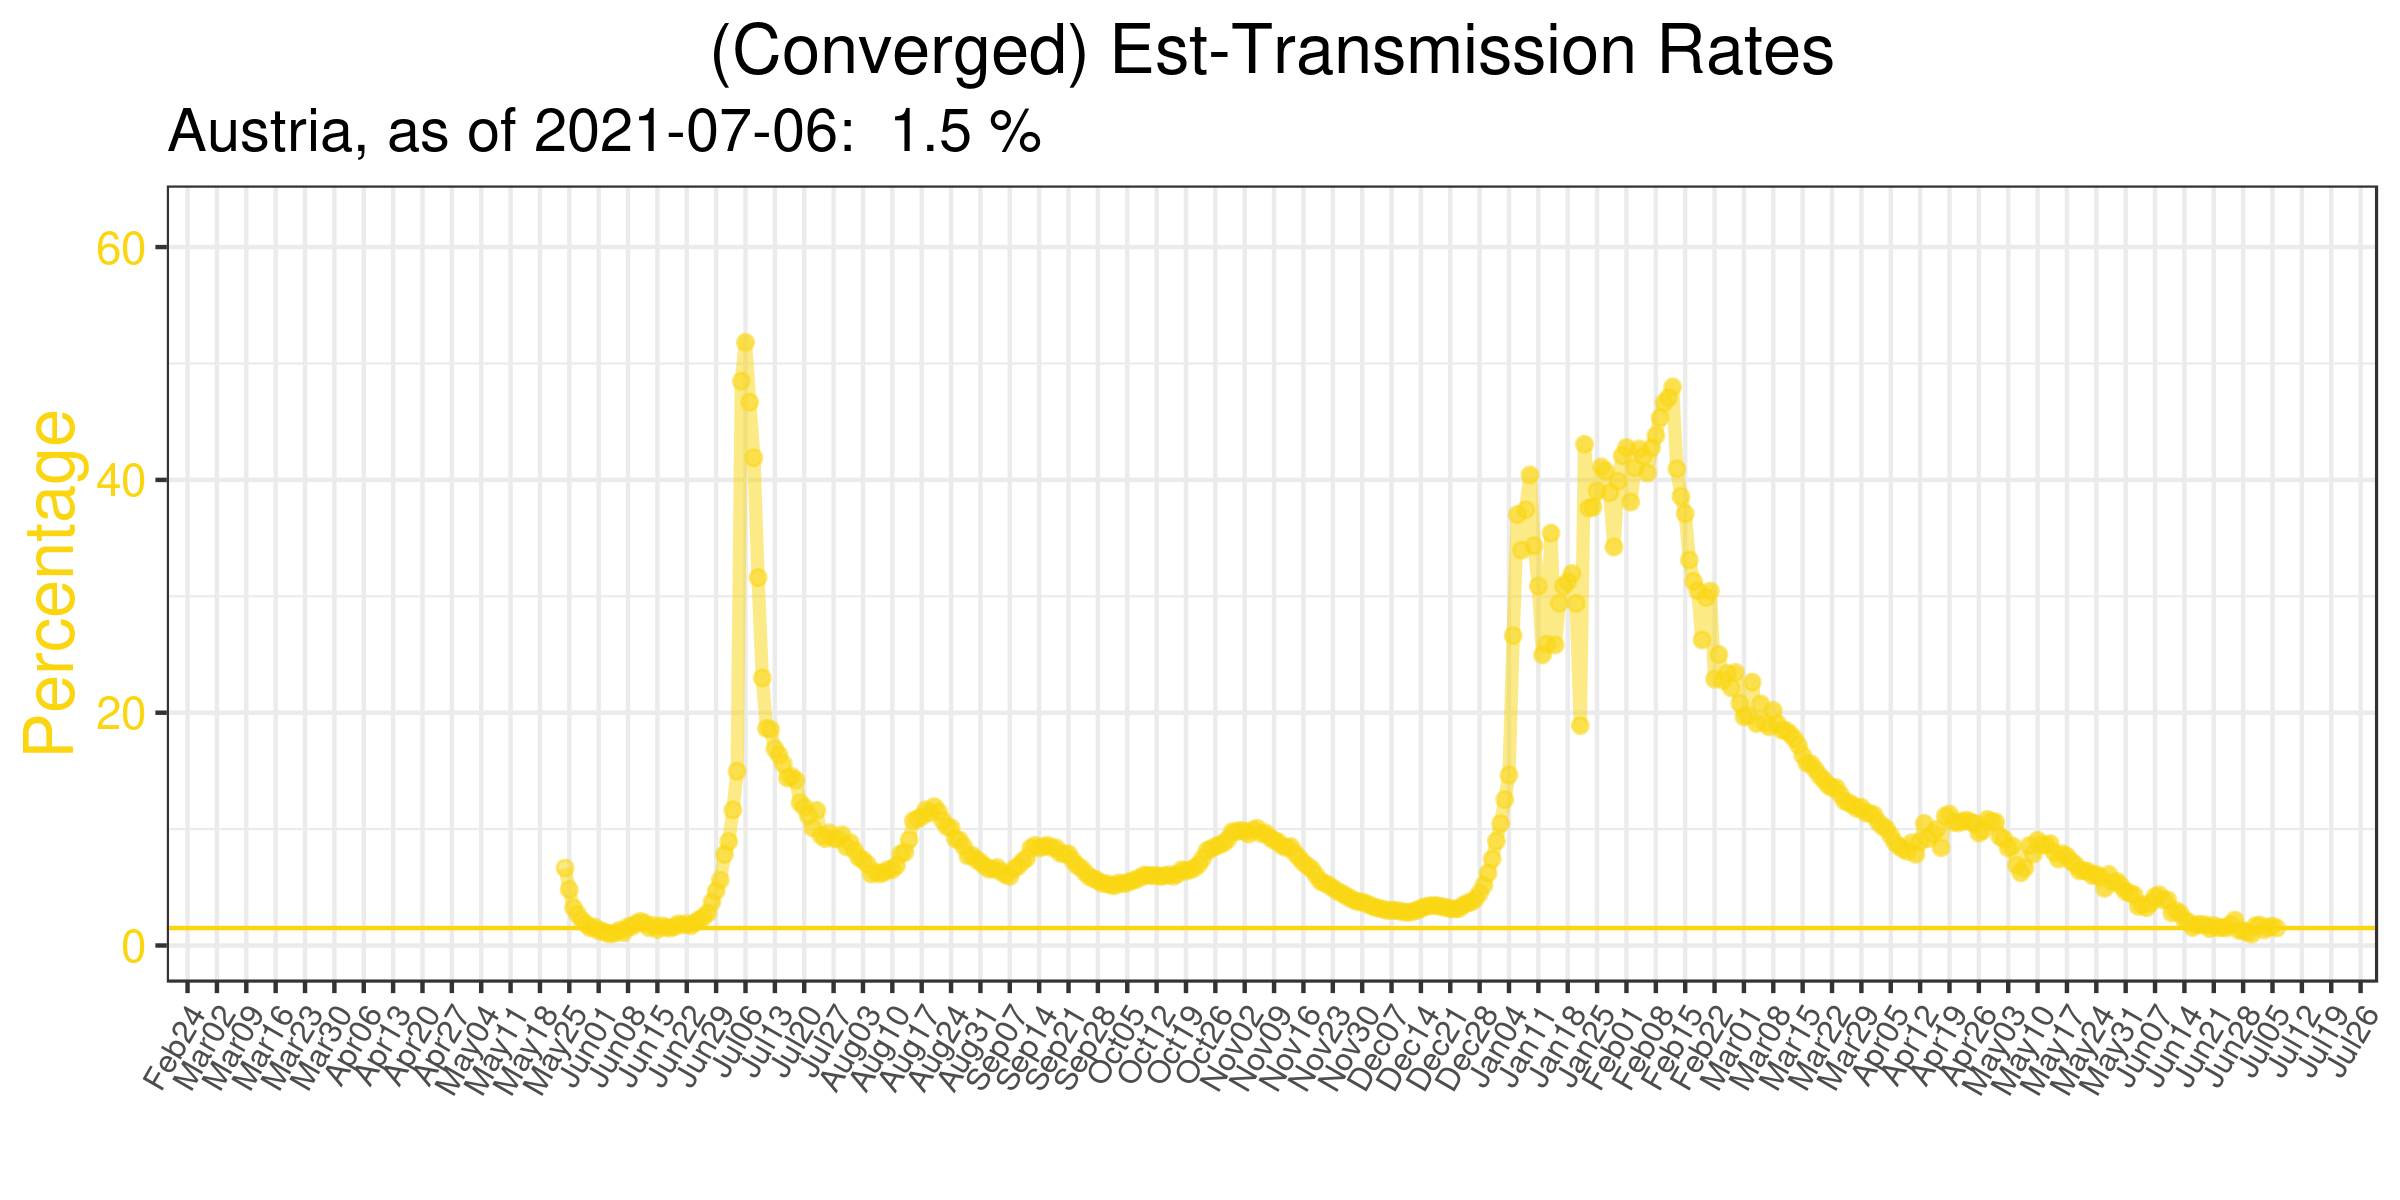 (Converged) Est-Transmission Rates
Austria, as of 2021-07-06:  1.5 %
Percentage
60
40
20
0
Feb24
Mar02
Mar09
Mar16
Mar23
Mar30
Apr06
Apr13
Apr20
Apr27
May04
May11
May18
May25
Jun01
Jun08
Jun15
Jun22
Jun29
Jul06
Jul13
Jul20
Jul27
Aug03
Aug10
Aug17
Aug24
Aug31
Sep07
Sep14
Sep21
Sep28
Oct05
Oct12
Oct19
Oct26
Nov02
Nov09
Nov16
Nov23
Nov30
Dec07
Dec14
Dec21
Dec28
Jan04
Jan11
Jan18
Jan25
Feb01
Feb08
Feb15
Feb22
Mar01
Mar08
Mar15
Mar22
Mar29
Apr05
Apr12
Apr19
Apr26
May03
May10
May17
May24
May31
Jun07
Jun14
Jun21
Jun28
Jul05
Jul12
Jul19
Jul26